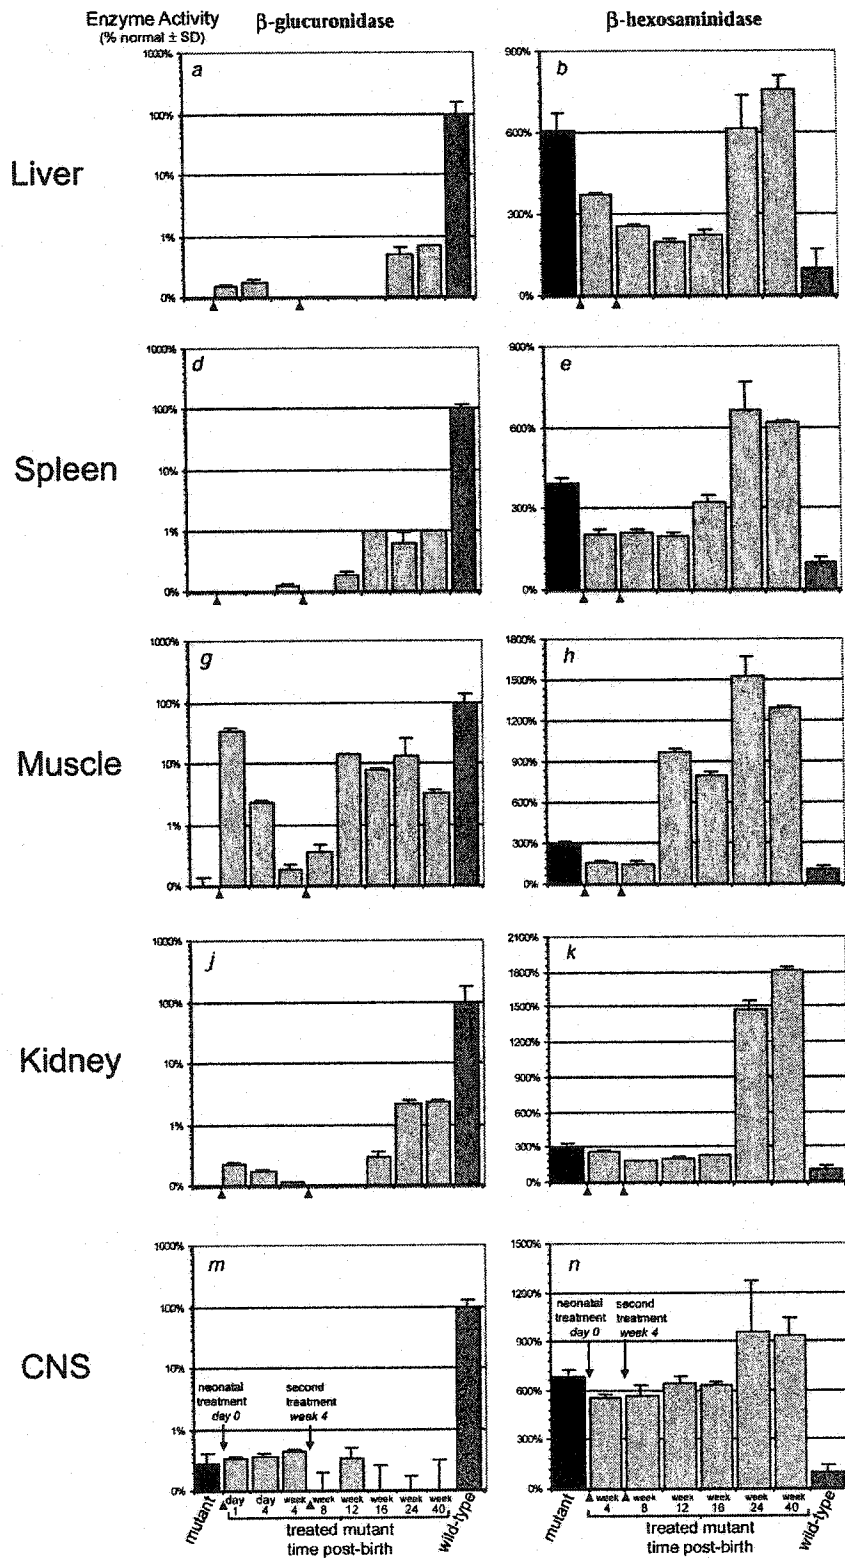 Enzyme Activity
(% normal ± SD)
β-glucuronidase
β-hexosaminidase
Liver
a
1000%
100%
10%
1%
0%
b
900%
600%
300%
0%
Spleen
d
1000%
100%
10%
1%
0%
e
900%
600%
300%
0%
Muscle
g
1000%
100%
10%
1%
0%
h
1800%
1500%
1200%
900%
600%
300%
0%
Kidney
j
1000%
100%
10%
1%
0%
k
2100%
1800%
1500%
1200%
900%
600%
300%
0%
CNS
m
1000%
100%
10%
1%
0%
neonatal
treatment
day 0
second
treatment
week 4
mutant
day 1
day 4
week 4
week 8
week 12
week 16
week 24
week 40
wild-type
treated mutant
time post-birth
n
1500%
1200%
900%
600%
300%
0%
neonatal
treatment
day 0
second
treatment
week 4
mutant
week 4
week 8
week 12
week 16
week 24
week 40
wild-type
treated mutant
time post-birth